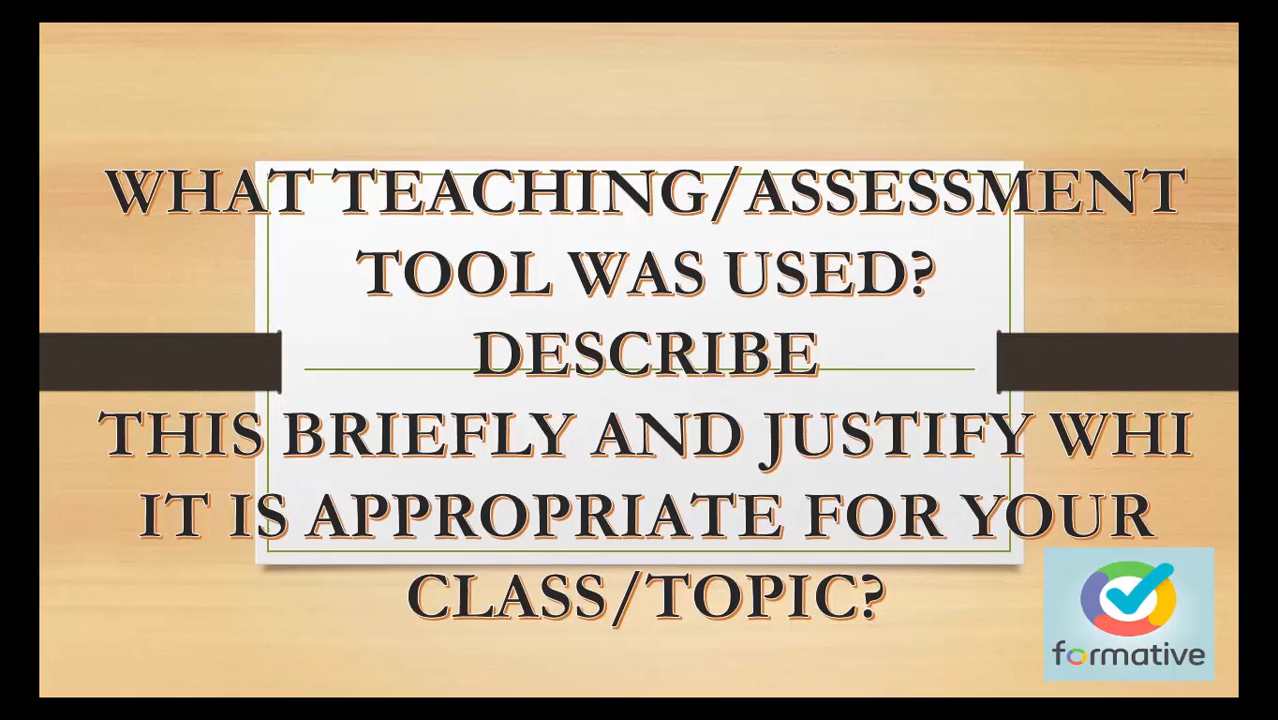 WHAT TEACHING/ASSESSMENT
TOOL WAS USED?
DESCRIBE
THIS BRIEFLY AND JUSTIFY WHI
IT IS APPROPRIATE FOR YOUR
CLASS/TOPIC?
formative